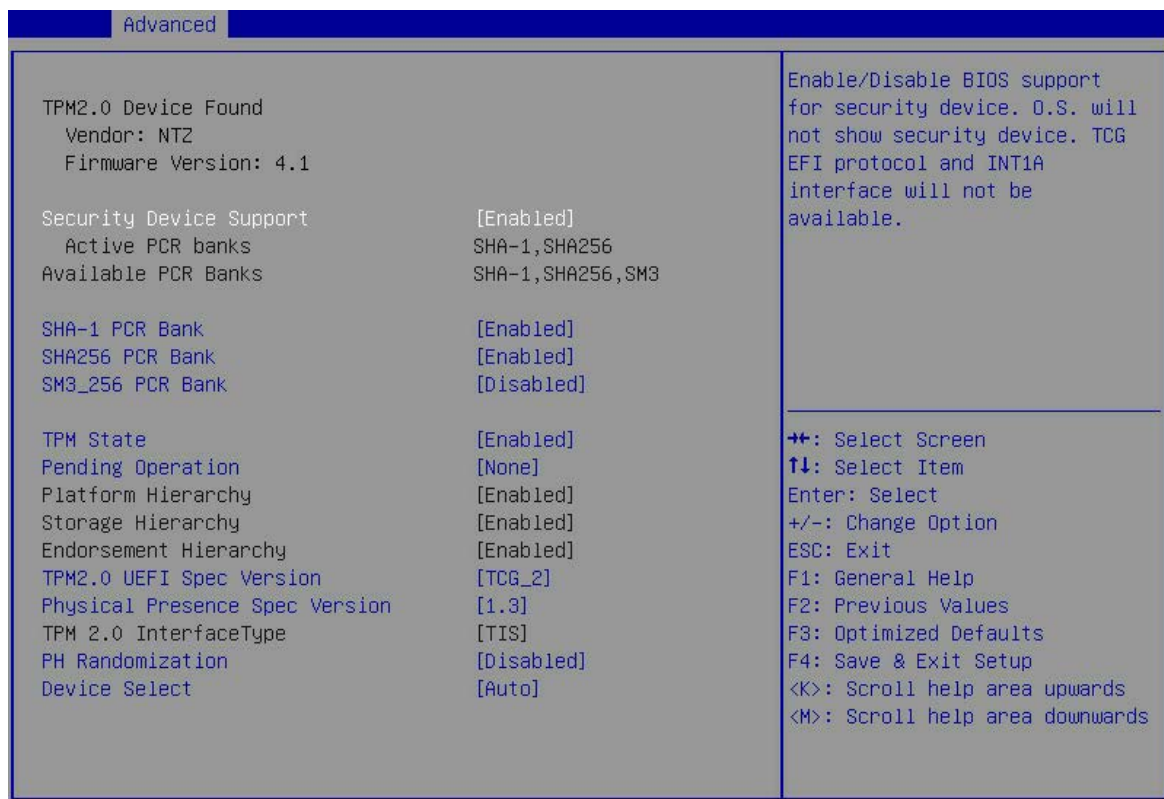 Advanced
TPM2.0 Device Found
Vendor: NTZ
Firmware Version: 4.1
Security Device Support [Enabled]
Active PCR banks SHA-1,SHA256
Available PCR Banks SHA-1,SHA256,SM3
SHA-1 PCR Bank [Enabled]
SHA256 PCR Bank [Enabled]
SM3_256 PCR Bank [Disabled]
TPM State [Enabled]
Pending Operation [None]
Platform Hierarchy [Enabled]
Storage Hierarchy [Enabled]
Endorsement Hierarchy [Enabled]
TPM2.0 UEFI Spec Version [TCG_2]
Physical Presence Spec Version [1.3]
TPM 2.0 InterfaceType [TIS]
PH Randomization [Disabled]
Device Select [Auto]
Enable/Disable BIOS support
for security device. O.S. will
not show security device. TCG
EFI protocol and INT1A
interface will not be
available.
→←: Select Screen
↑↓: Select Item
Enter: Select
+/-: Change Option
ESC: Exit
F1: General Help
F2: Previous Values
F3: Optimized Defaults
F4: Save & Exit Setup
<K>: Scroll help area upwards
<M>: Scroll help area downwards